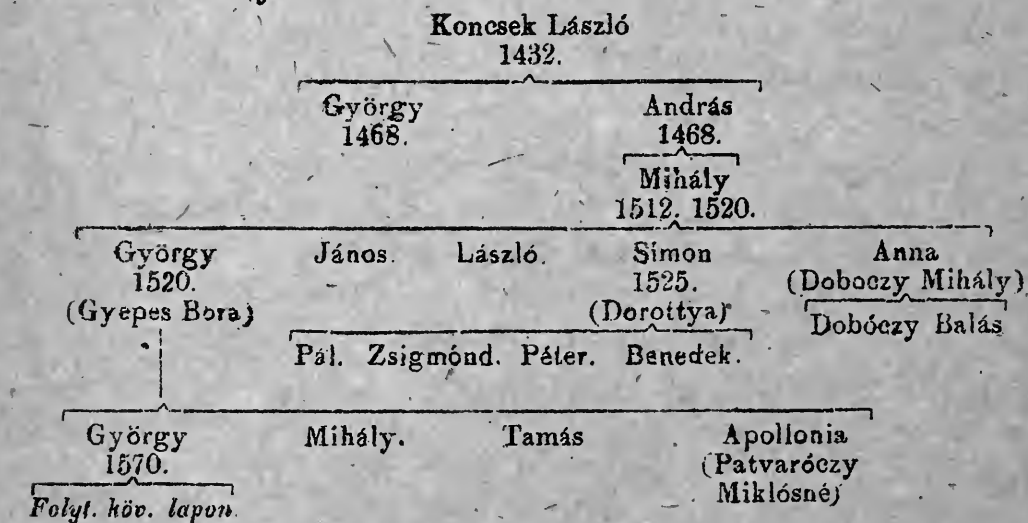 Koncsek László
1432.
György András
1468. 1468.
Mihály
1512. 1520.
György János. László. Simon Anna
1520. 1525. (Doboczy Mihály)
(Gyepes Bora) (Dorottya) Dobóczy Balás
Pál. Zsigmónd. Péter. Benedek.
György Mihály. Tamás Apollonia
1570. (Patvaróczy
Miklósné)
Folyt. köv. lapon.